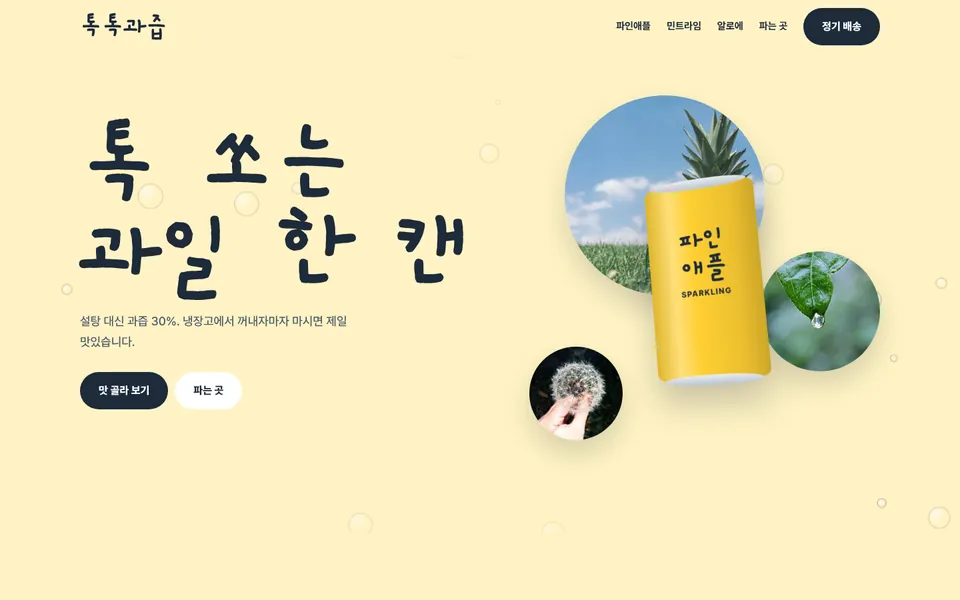 톡톡과즙
파인애플 민트라임 알로에 파는 곳 정기 배송
톡 쏘는
과일 한 캔
설탕 대신 과즙 30%. 냉장고에서 꺼내자마자 마시면 제일
맛있습니다.
맛 골라 보기 파는 곳
파인
애플
SPARKLING